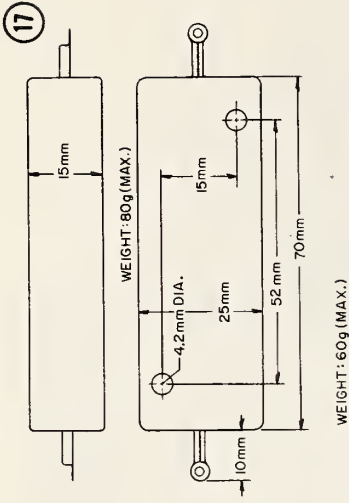 17
15mm
WEIGHT: 80g (MAX.)
4.2mm DIA.
15mm
25mm
52mm
70mm
10mm
WEIGHT: 60g (MAX.)